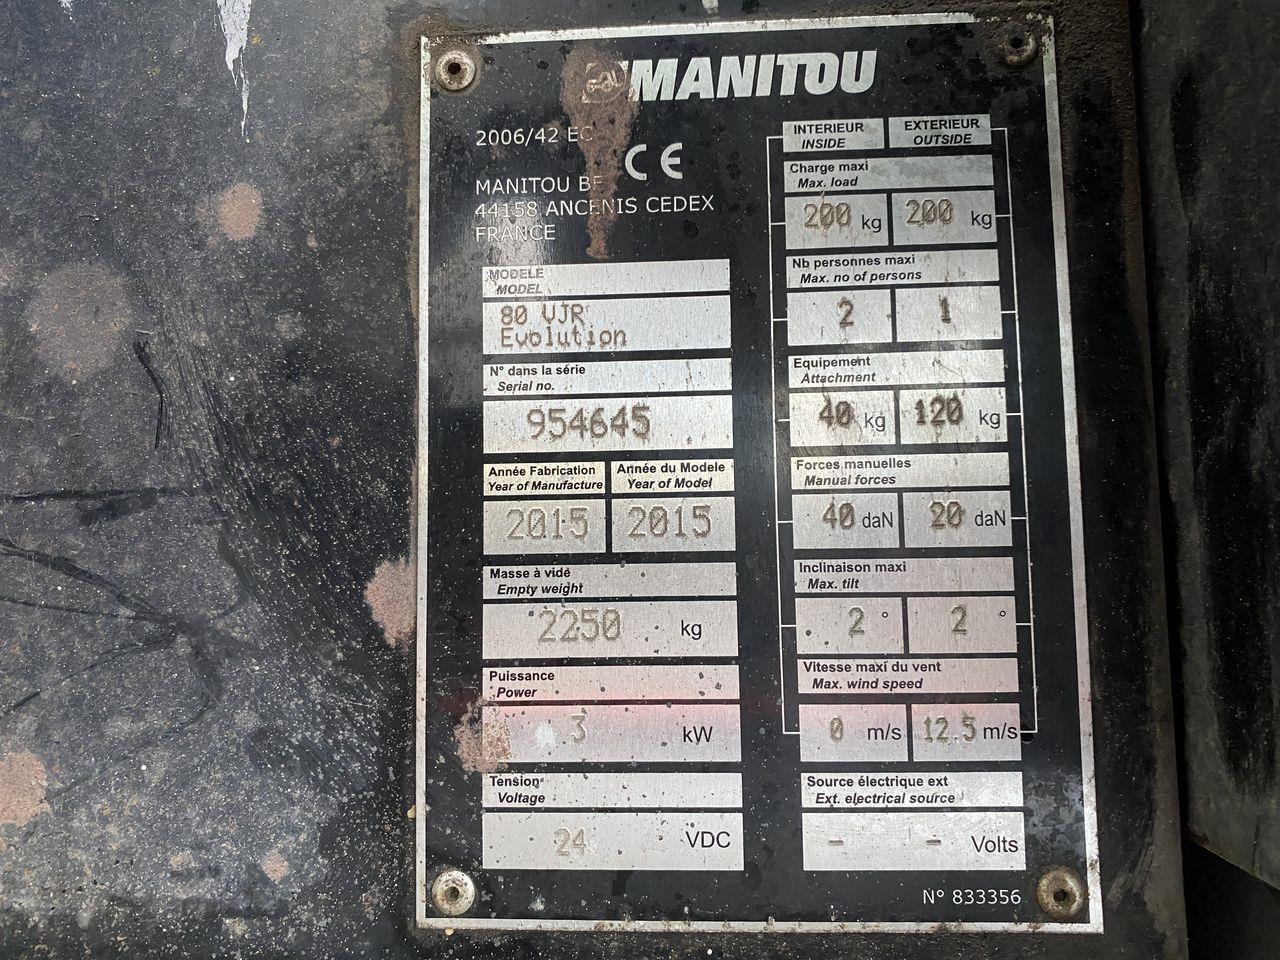 MANITOU
2006/42 EC
CE
MANITOU BF
44158 ANCENIS CEDEX
FRANCE
MODELE
MODEL
80 VJR
Evolution
N° dans la série
Serial no.
954645
Année Fabrication
Year of Manufacture
Année du Modele
Year of Model
2015
2015
Masse à vide
Empty weight
2250 kg
Puissance
Power
3 kW
Tension
Voltage
24 VDC
INTERIEUR
INSIDE
EXTERIEUR
OUTSIDE
Charge maxi
Max. load
200 kg
200 kg
Nb personnes maxi
Max. no of persons
2
1
Equipement
Attachment
40 kg
120 kg
Forces manuelles
Manual forces
40 daN
20 daN
Inclinaison maxi
Max. tilt
2 °
2 °
Vitesse maxi du vent
Max. wind speed
0 m/s
12.5 m/s
Source électrique ext
Ext. electrical source
- - Volts
N° 833356